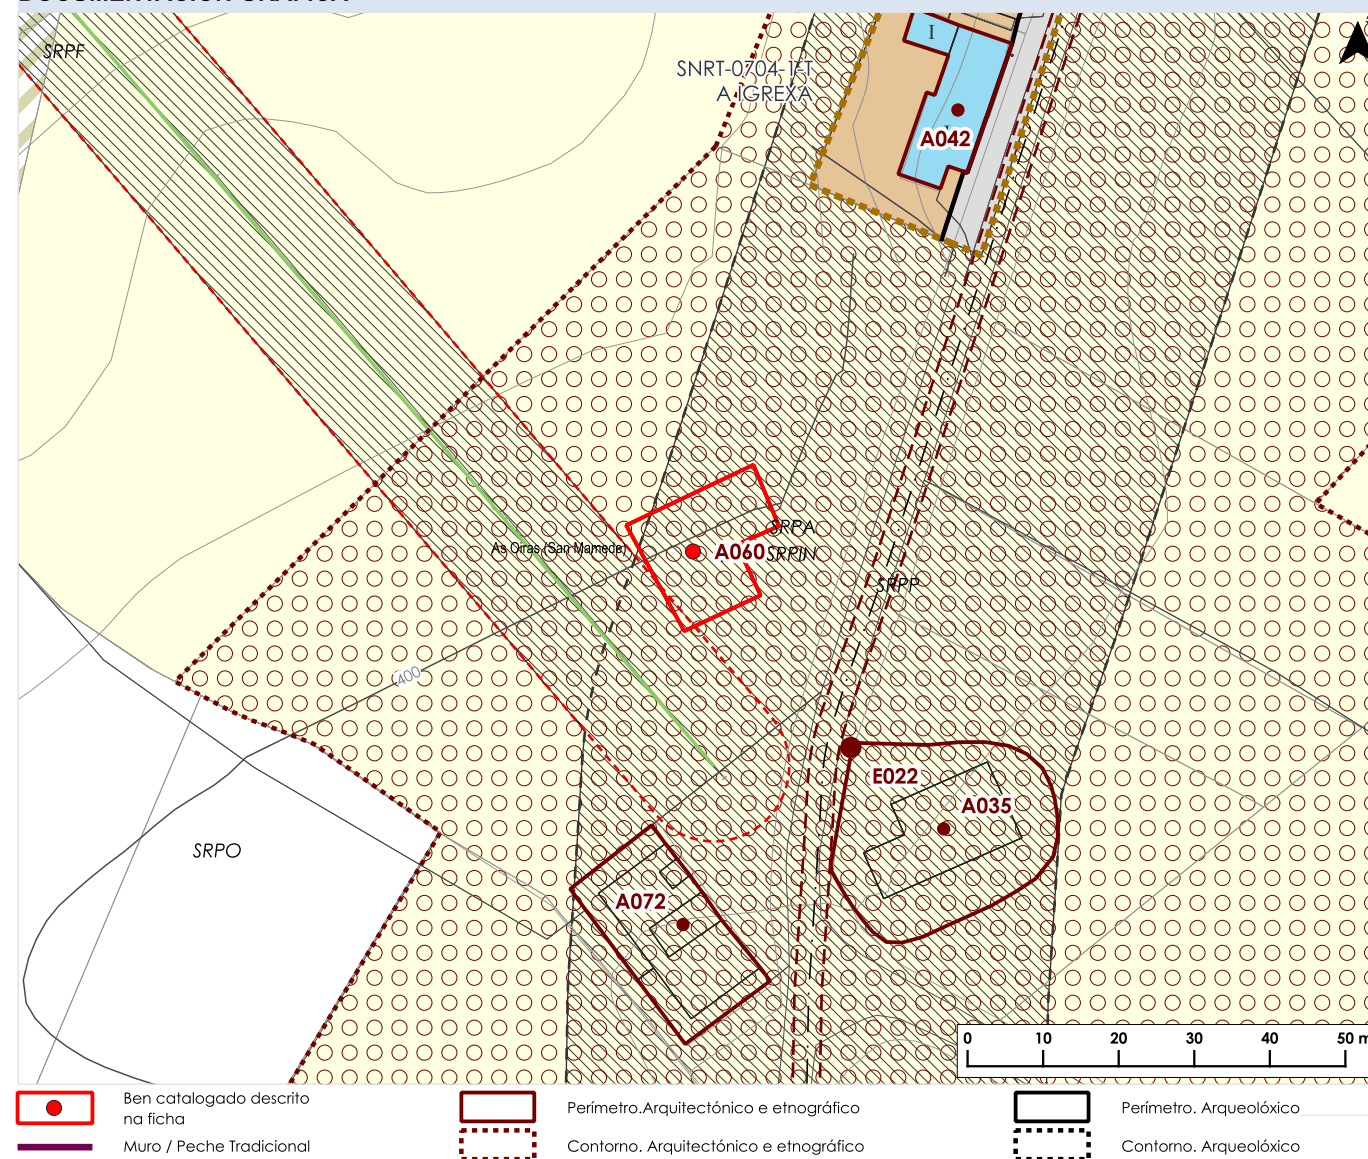 DOCUMENTACIÓN GRÁFICA
SRPF
SNRT-0704-1-T
A IGREXA
I
A042
SRPA
As Oiras (San Mamede)
A060
SRPIN
SRPP
400
E022
A035
SRPO
A072
0 10 20 30 40 50 m
Ben catalogado descrito
na ficha
Perímetro.Arquitectónico e etnográfico
Perímetro. Arqueolóxico
Muro / Peche Tradicional
Contorno. Arquitectónico e etnográfico
Contorno. Arqueolóxico